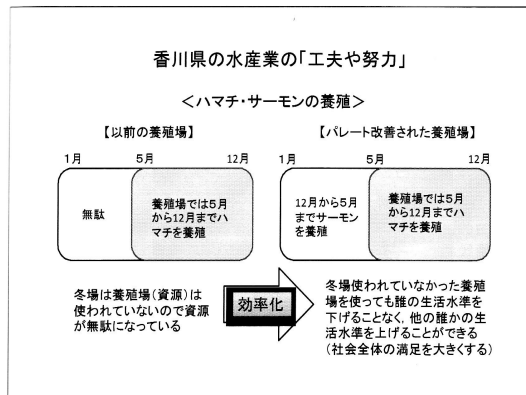 香川県の水産業の「工夫や努力」
＜ハマチ・サーモンの養殖＞
【以前の養殖場】
1月 5月 12月
無駄
養殖場では5月
から12月までハ
マチを養殖
冬場は養殖場(資源)は
使われていないので資源
が無駄になっている
効率化
【パレート改善された養殖場】
1月 5月 12月
12月から5月
までサーモン
を養殖
養殖場では5月
から12月までハ
マチを養殖
冬場使われていなかった養殖
場を使っても誰の生活水準を
下げることなく，他の誰かの生
活水準を上げることができる
(社会全体の満足を大きくする)